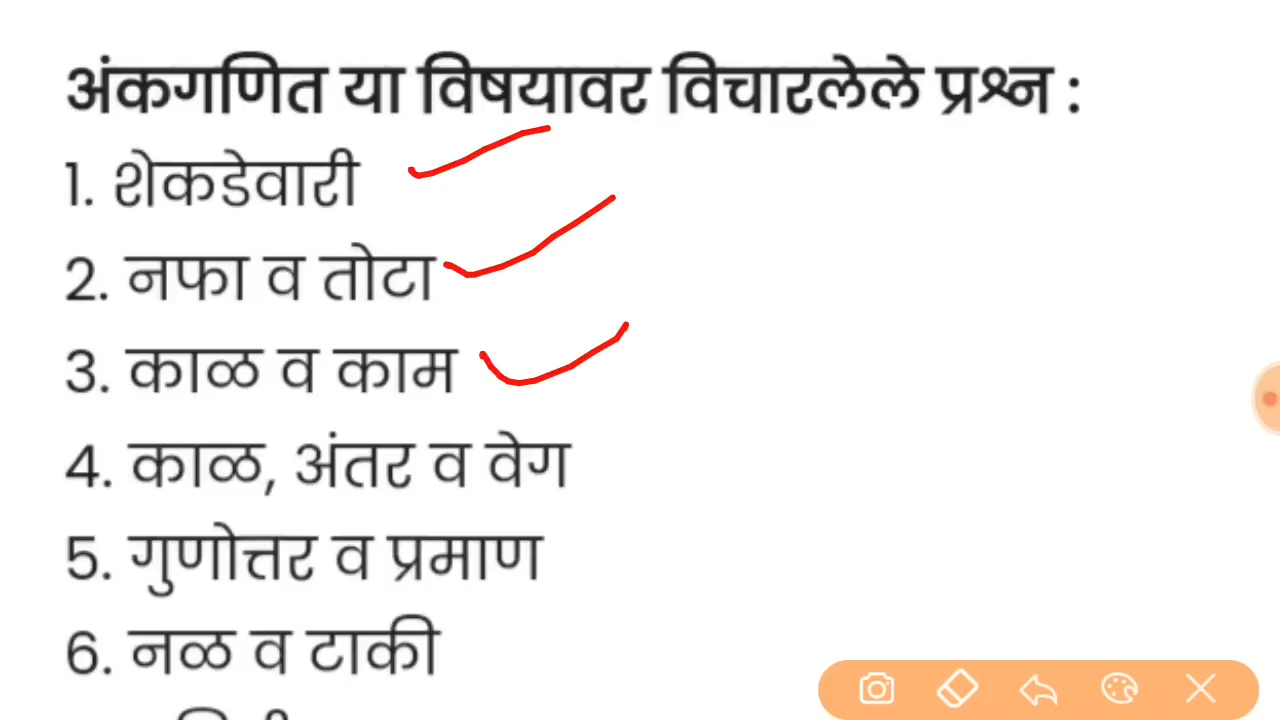 अंकगणित या विषयावर विचारलेले प्रश्न :
1. शेकडेवारी
2. नफा व तोटा
3. काळ व काम
4. काळ, अंतर व वेग
5. गुणोत्तर व प्रमाण
6. नळ व टाकी